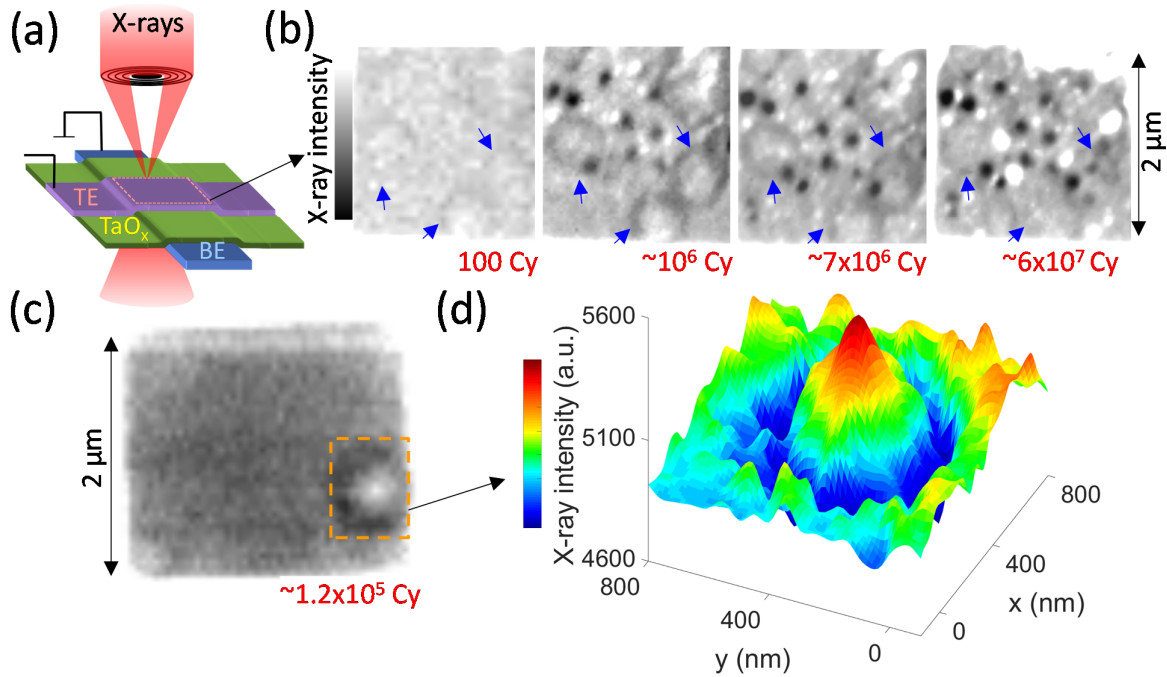 (a)
X-rays
TE
TaOₓ
BE
(b)
X-ray intensity
2 μm
100 Cy
~10⁶ Cy
~7x10⁶ Cy
~6x10⁷ Cy
(c)
2 μm
~1.2x10⁵ Cy
(d)
X-ray intensity (a.u.)
5600
5100
4600
800
400
0
y (nm)
0
400
800
x (nm)